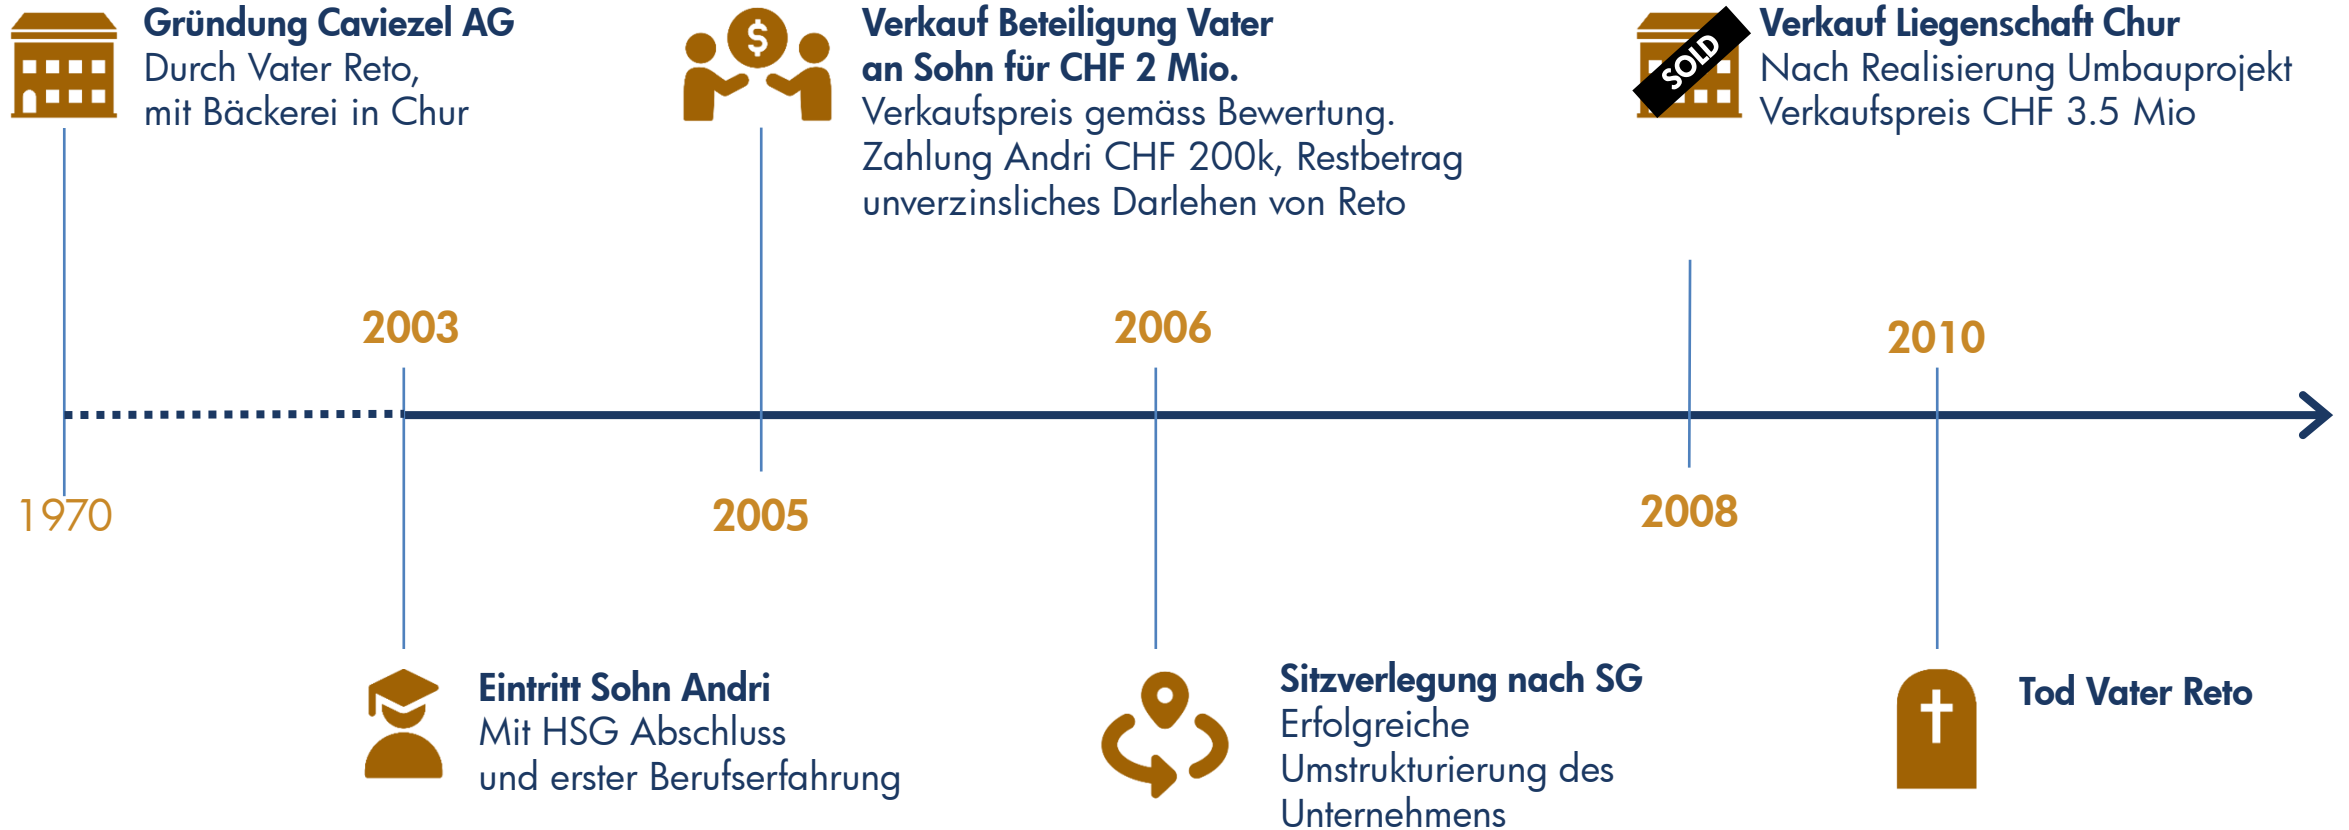 Gründung Caviezel AG
Durch Vater Reto,
mit Bäckerei in Chur
$
Verkauf Beteiligung Vater
an Sohn für CHF 2 Mio.
Verkaufspreis gemäss Bewertung.
Zahlung Andri CHF 200k, Restbetrag
unverzinsliches Darlehen von Reto
SOLD
Verkauf Liegenschaft Chur
Nach Realisierung Umbauprojekt
Verkaufspreis CHF 3.5 Mio
2003
2006
2010
1970
2005
2008
Eintritt Sohn Andri
Mit HSG Abschluss
und erster Berufserfahrung
Sitzverlegung nach SG
Erfolgreiche
Umstrukturierung des
Unternehmens
Tod Vater Reto